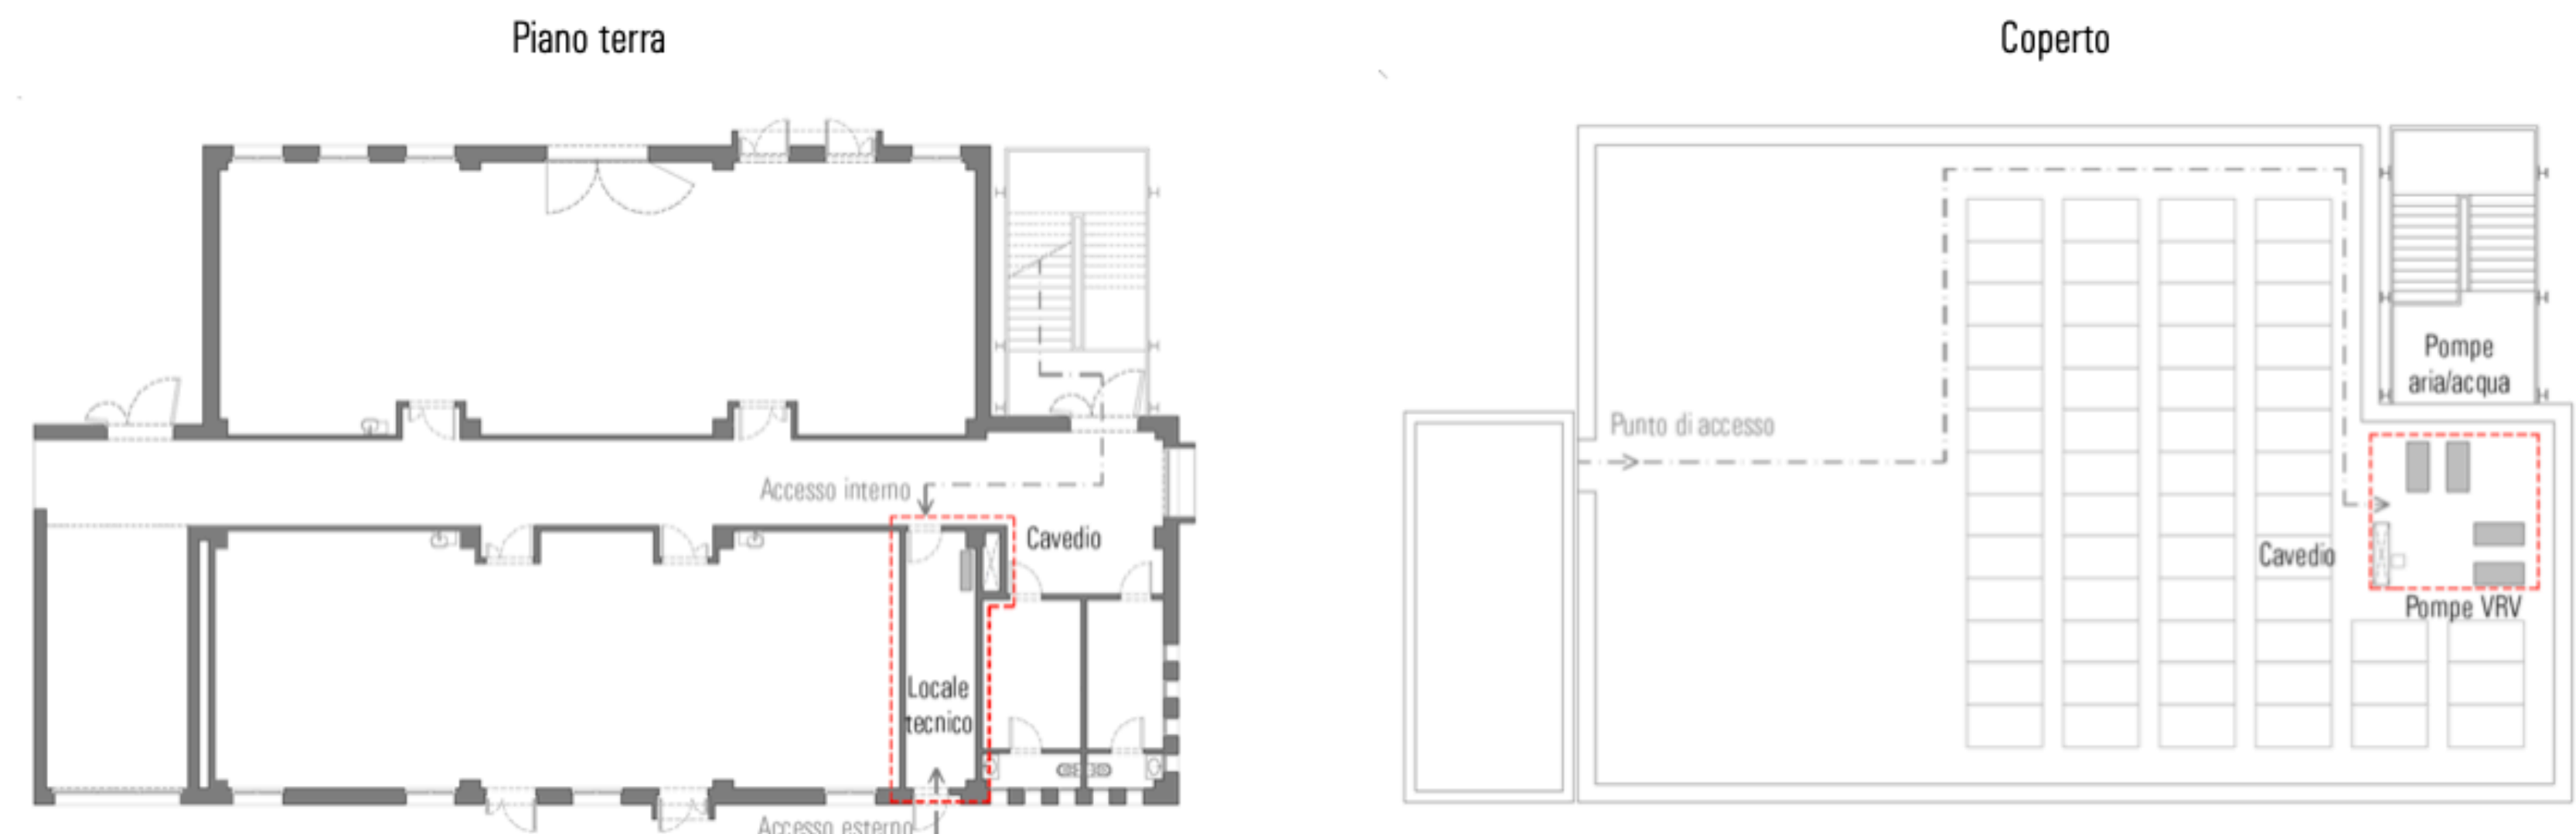 Piano terra
Coperto
Pompe
aria/acqua
Punto di accesso
Accesso interno
Cavedio
Cavedio
Pompe VRV
Locale
tecnico
Accesso esterno